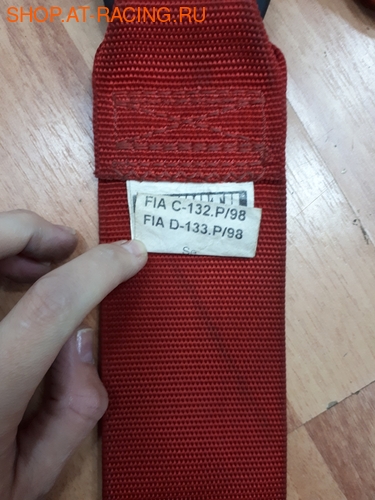 SHOP.AT-RACING.RU
FIA C-132.P/98
FIA D-133.P/98